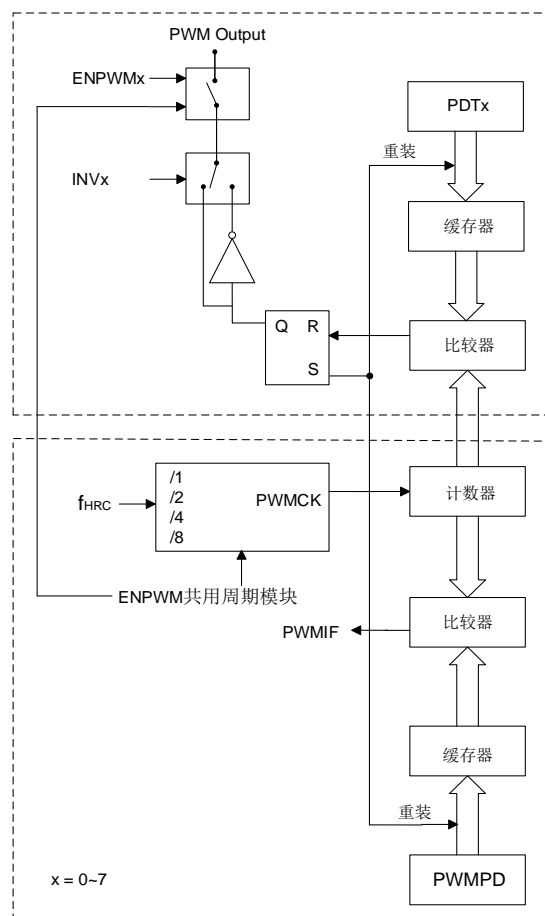 PWM Output
ENPWMx
PDTx
重装
INVx
缓存器
Q R
S
比较器
/1
/2
/4
/8
fHRC
PWMCK
计数器
ENPWM共用周期模块
比较器
PWMIF
缓存器
重装
x = 0~7
PWMPD